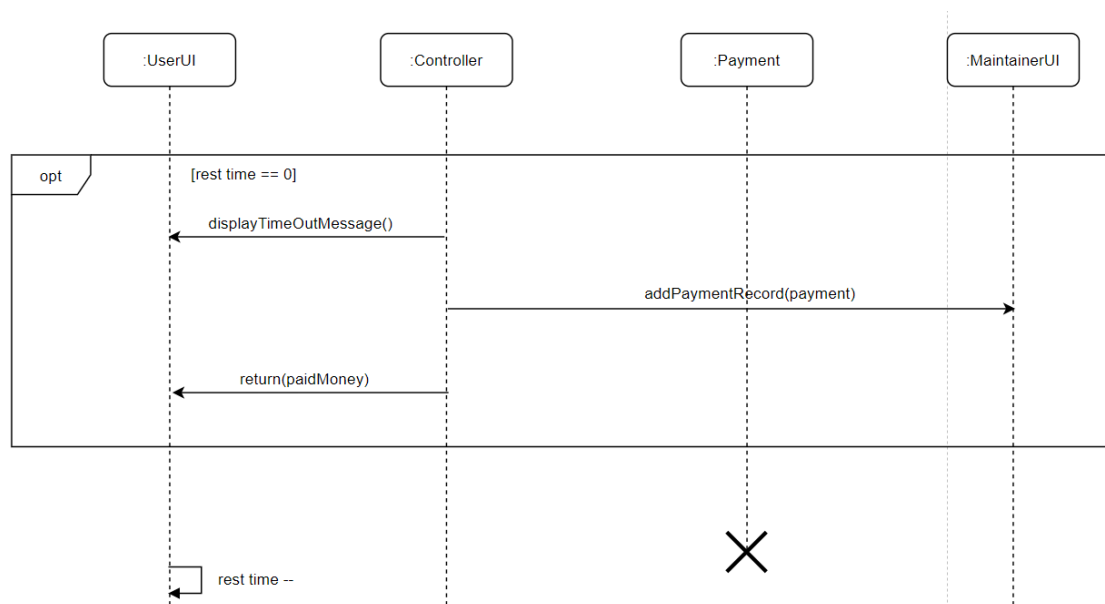 :UserUI
:Controller
:Payment
:MaintainerUI
opt
[rest time == 0]
displayTimeOutMessage()
addPaymentRecord(payment)
return(paidMoney)
rest time --